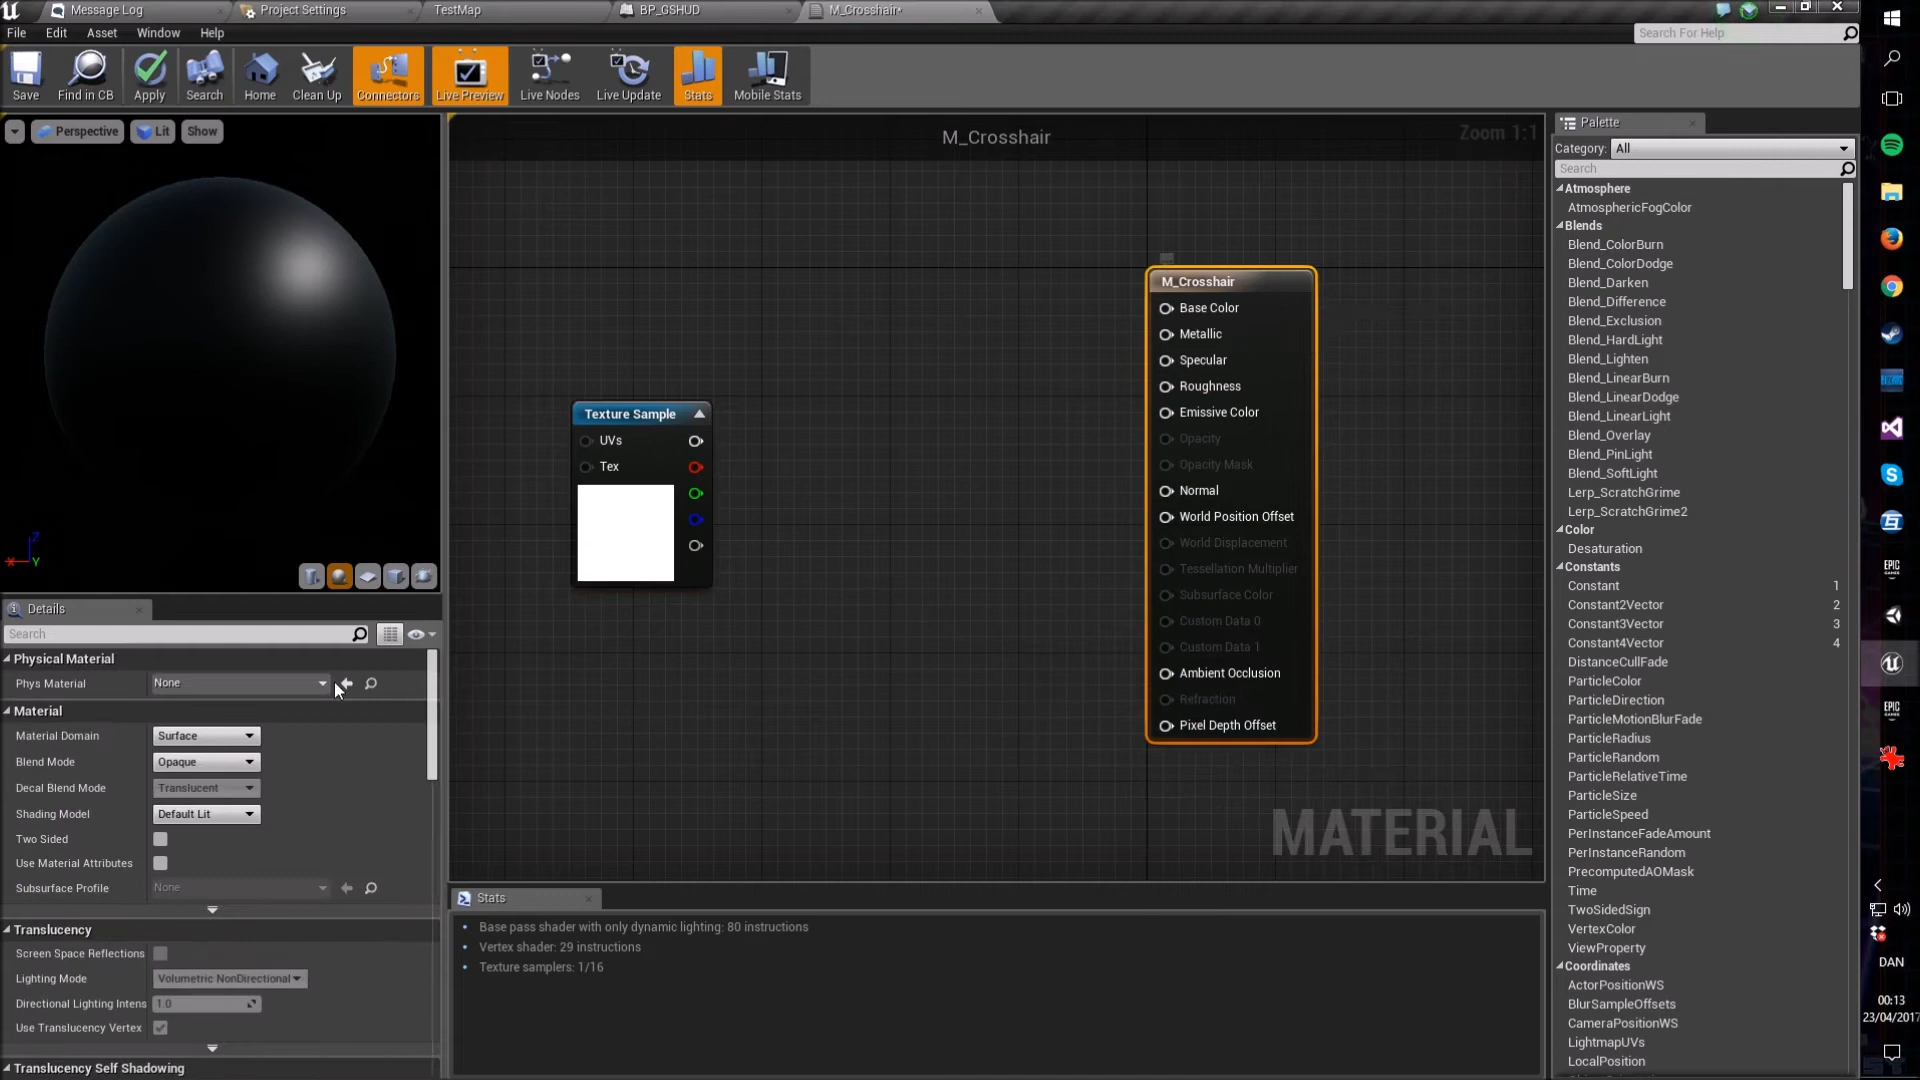 Message Log
Project Settings
TestMap
BP_GSHUD
M_Crosshair*
File
Edit
Asset
Window
Help
Search For Help
Save
Find in CB
Apply
Search
Home
Clean Up
Connectors
Live Preview
Live Nodes
Live Update
Stats
Mobile Stats
Perspective
Lit
Show
M_Crosshair
Zoom 1:1
Z
X
Y
Texture Sample
UVs
Tex
M_Crosshair
Base Color
Metallic
Specular
Roughness
Emissive Color
Opacity
Opacity Mask
Normal
World Position Offset
World Displacement
Tessellation Multiplier
Subsurface Color
Custom Data 0
Custom Data 1
Ambient Occlusion
Refraction
Pixel Depth Offset
MATERIAL
Details
Search
Physical Material
Phys Material None
Material
Material Domain Surface
Blend Mode Opaque
Decal Blend Mode Translucent
Shading Model Default Lit
Two Sided
Use Material Attributes
Subsurface Profile None
Translucency
Screen Space Reflections
Lighting Mode Volumetric NonDirectional
Directional Lighting Intens 1.0
Use Translucency Vertex
Translucency Self Shadowing
Stats
Base pass shader with only dynamic lighting: 80 instructions
Vertex shader: 29 instructions
Texture samplers: 1/16
Palette
Category: All
Search
Atmosphere
AtmosphericFogColor
Blends
Blend_ColorBurn
Blend_ColorDodge
Blend_Darken
Blend_Difference
Blend_Exclusion
Blend_HardLight
Blend_Lighten
Blend_LinearBurn
Blend_LinearDodge
Blend_LinearLight
Blend_Overlay
Blend_PinLight
Blend_SoftLight
Lerp_ScratchGrime
Lerp_ScratchGrime2
Color
Desaturation
Constants
Constant 1
Constant2Vector 2
Constant3Vector 3
Constant4Vector 4
DistanceCullFade
ParticleColor
ParticleDirection
ParticleMotionBlurFade
ParticleRadius
ParticleRandom
ParticleRelativeTime
ParticleSize
ParticleSpeed
PerInstanceFadeAmount
PerInstanceRandom
PrecomputedAOMask
Time
TwoSidedSign
VertexColor
ViewProperty
Coordinates
ActorPositionWS
BlurSampleOffsets
CameraPositionWS
LightmapUVs
LocalPosition
EPIC
GAMES
EPIC
GAMES
DAN
00:13
23/04/2017